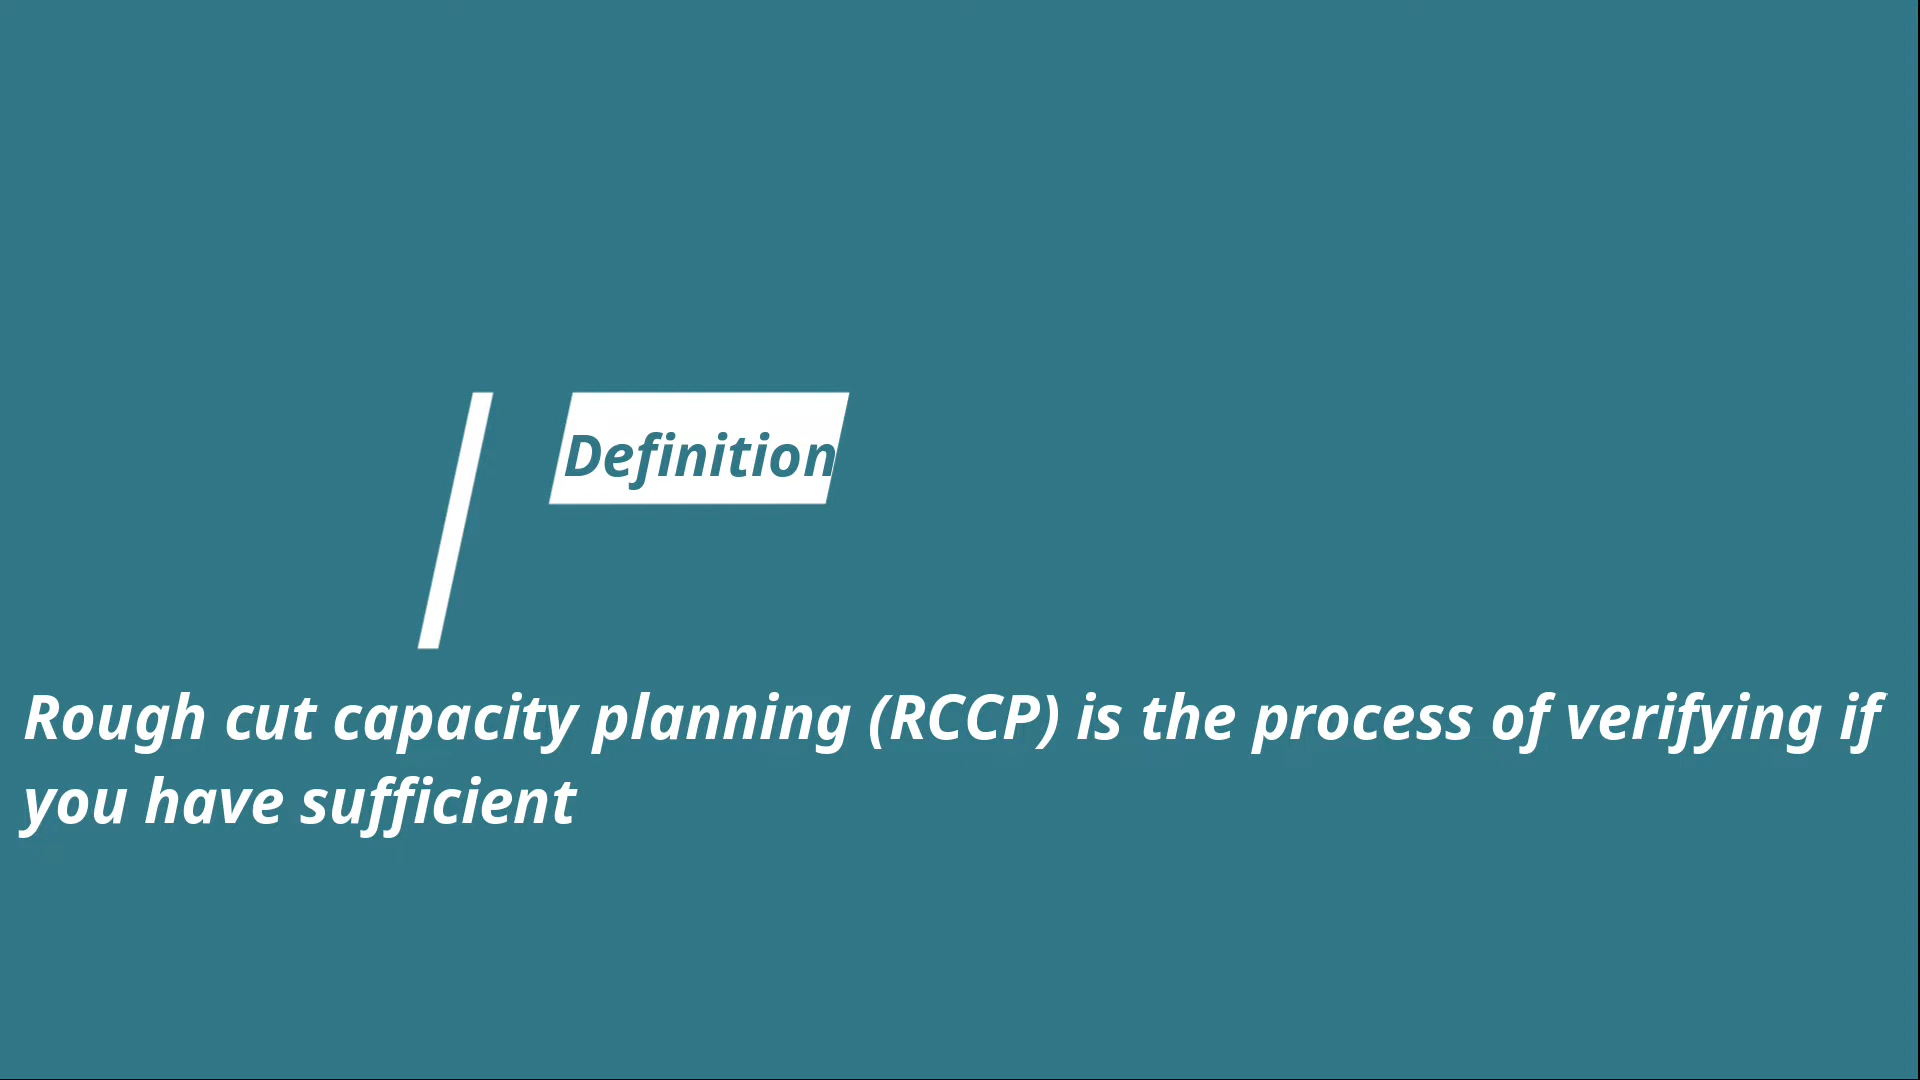 Definition
Rough cut capacity planning (RCCP) is the process of verifying if
you have sufficient